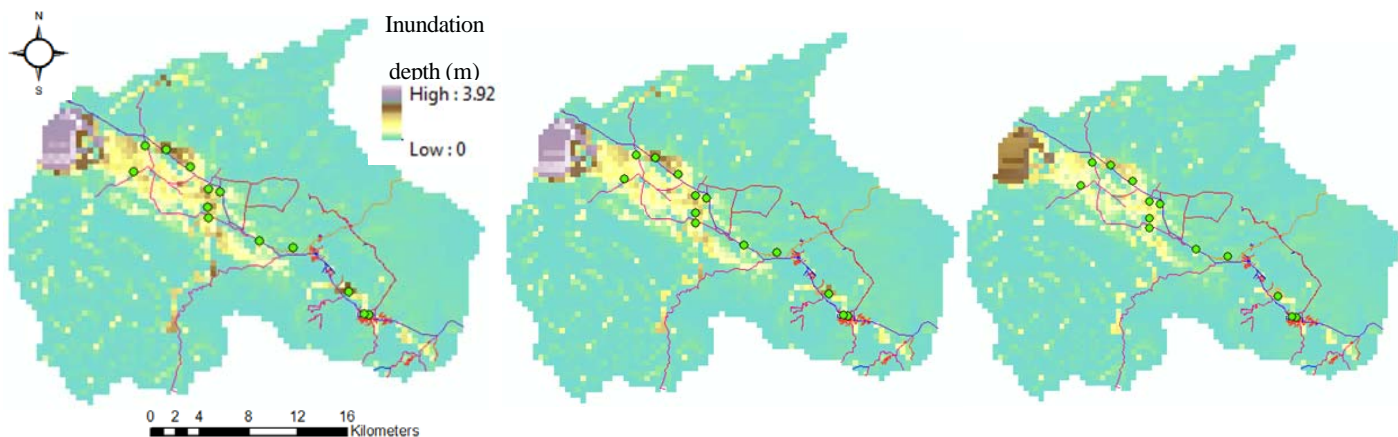 N
S
Inundation
depth (m)
High : 3.92
Low : 0
0 2 4 8 12 16
Kilometers